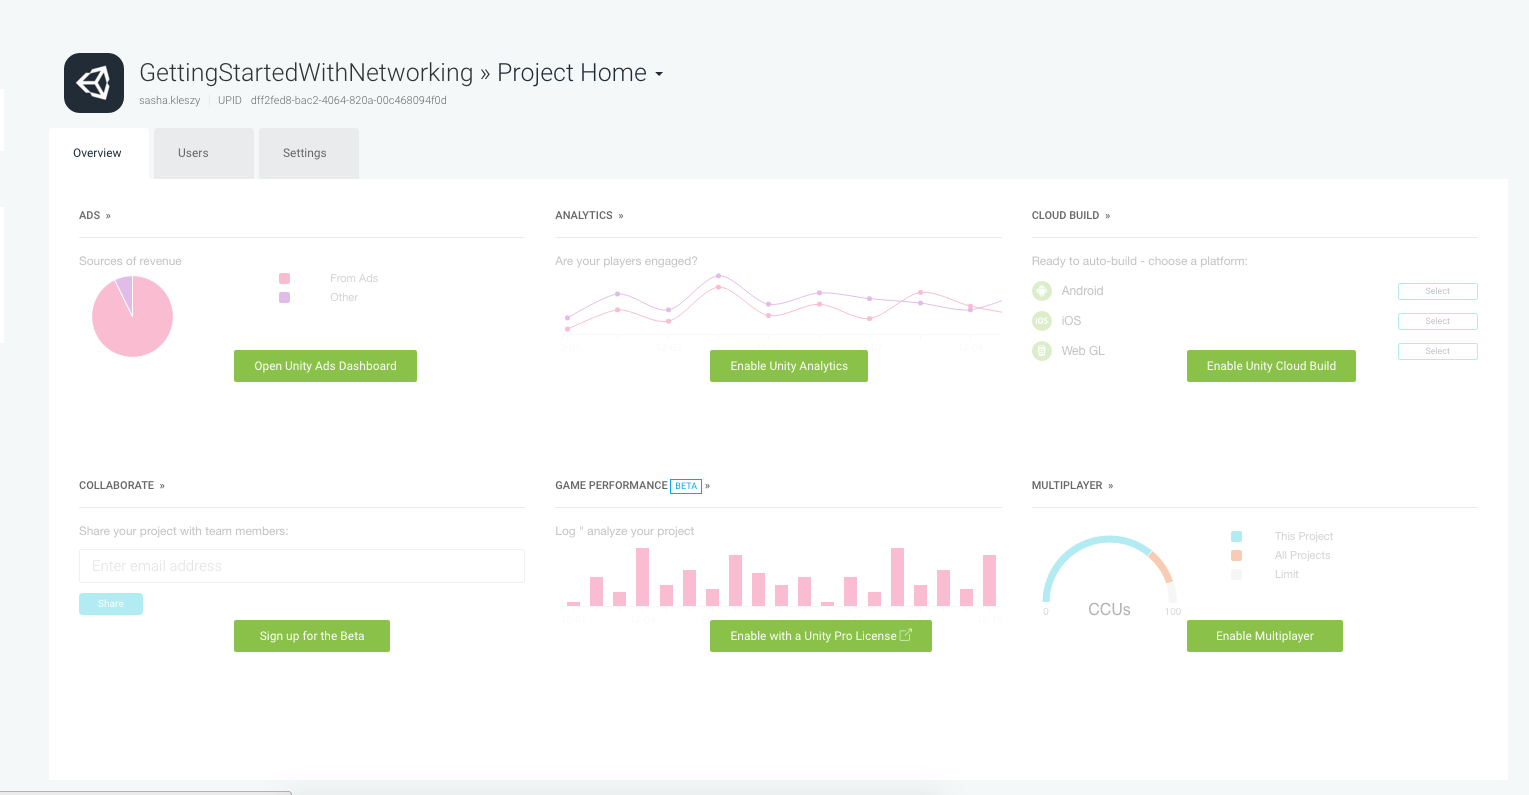 GettingStartedWithNetworking » Project Home
sasha.kleszy UPID dff2fed8-bac2-4064-820a-00c468094f0d
Overview Users Settings
ADS »
Sources of revenue
From Ads
Other
Open Unity Ads Dashboard
ANALYTICS »
Are your players engaged?
Enable Unity Analytics
CLOUD BUILD »
Ready to auto-build - choose a platform:
Android Select
iOS iOS Select
Web GL Select
Enable Unity Cloud Build
COLLABORATE »
Share your project with team members:
Enter email address
Share
Sign up for the Beta
GAME PERFORMANCE BETA »
Log " analyze your project
12-04
Enable with a Unity Pro License
MULTIPLAYER »
This Project
All Projects
Limit
0 CCUs 100
Enable Multiplayer